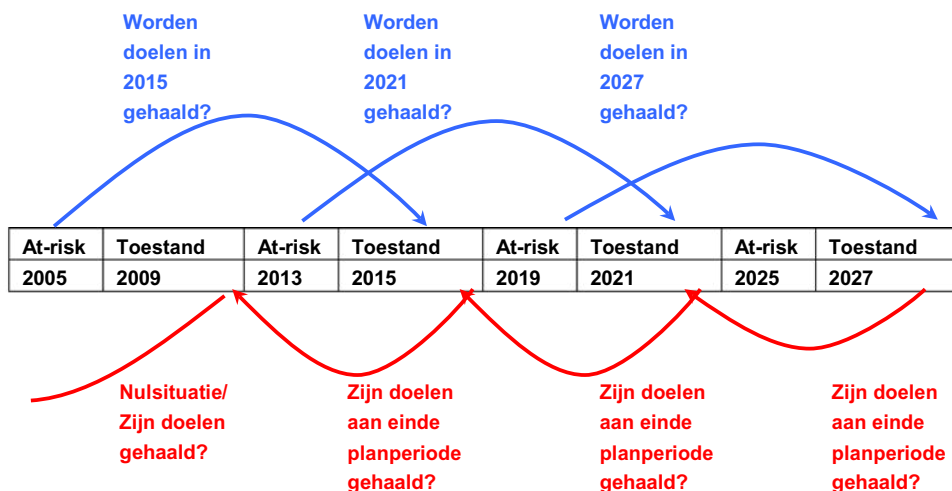 Worden
doelen in
2015
gehaald?
Worden
doelen in
2021
gehaald?
Worden
doelen in
2027
gehaald?
At-risk Toestand At-risk Toestand At-risk Toestand At-risk Toestand
2005 2009 2013 2015 2019 2021 2025 2027
Nulsituatie/
Zijn doelen
gehaald?
Zijn doelen
aan einde
planperiode
gehaald?
Zijn doelen
aan einde
planperiode
gehaald?
Zijn doelen
aan einde
planperiode
gehaald?